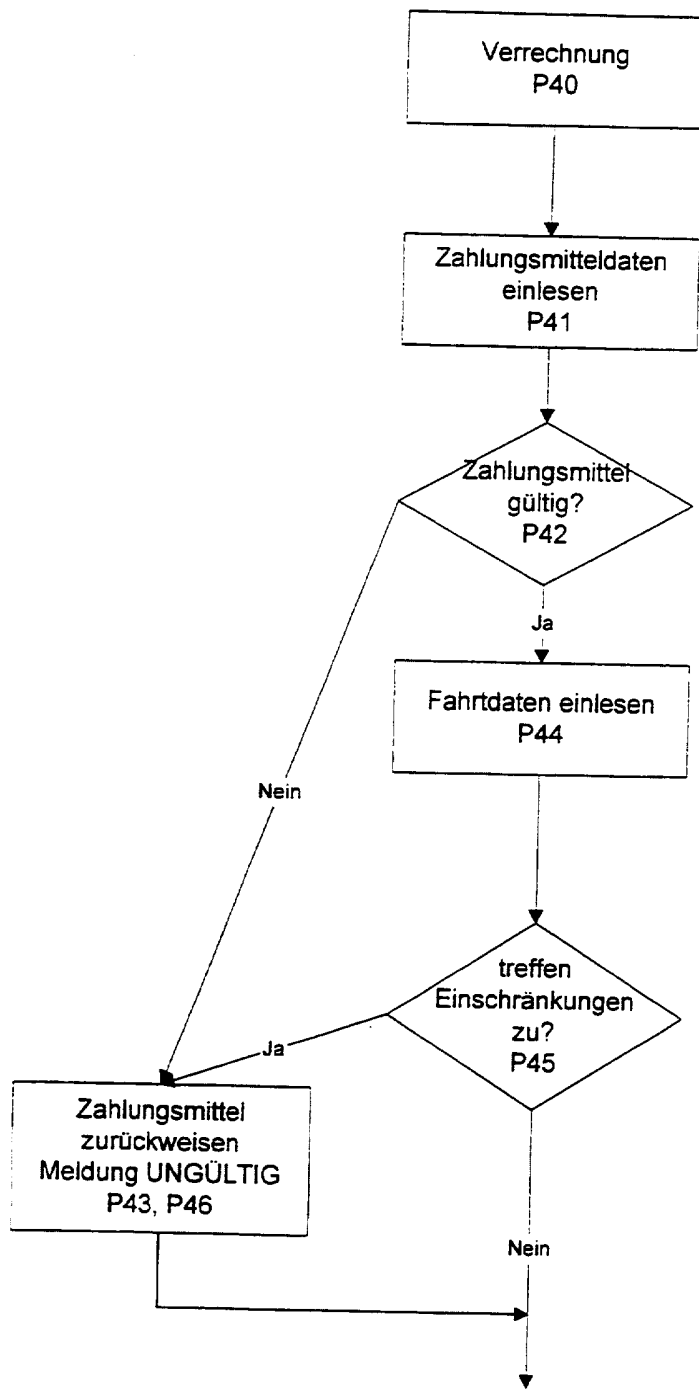 Verrechnung
P40
Zahlungsmitteldaten
einlesen
P41
Zahlungsmittel
gültig?
P42
Ja
Fahrtdaten einlesen
P44
Nein
treffen
Einschränkungen
zu?
P45
Ja
Zahlungsmittel
zurückweisen
Meldung UNGÜLTIG
P43, P46
Nein